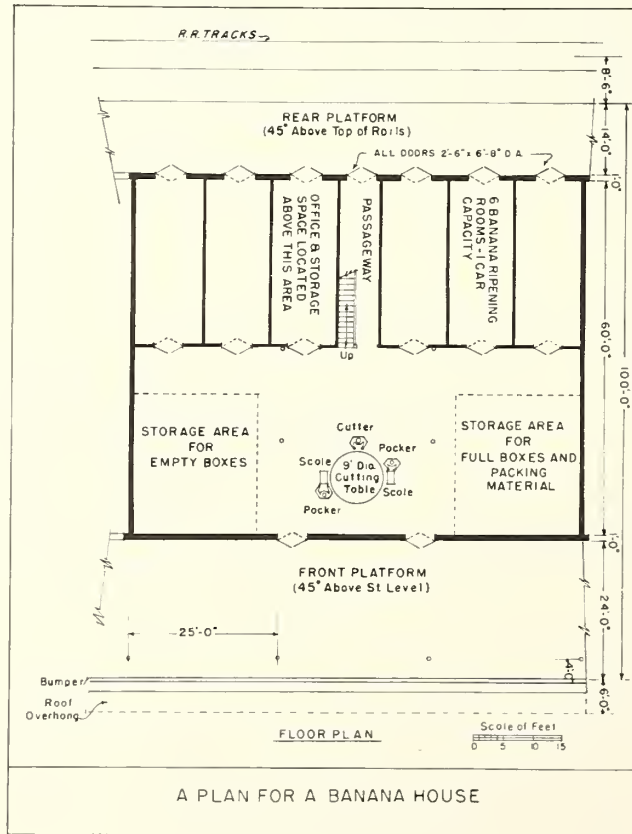 R.R. TRACKS
8'-6"
REAR PLATFORM
(45" Above Top of Rails)
14'-0"
ALL DOORS 2'-6" x 6'-8" D.A.
1'-0"
OFFICE & STORAGE
SPACE LOCATED
ABOVE THIS AREA
PASSAGEWAY
6 BANANA RIPENING
ROOMS - 1 CAR
CAPACITY
60'-0"
100'-0"
Up
STORAGE AREA
FOR
EMPTY BOXES
Cutter
Packer
Scale
9' Dia.
Cutting
Table
Scale
Packer
STORAGE AREA
FOR
FULL BOXES AND
PACKING
MATERIAL
1'-0"
FRONT PLATFORM
(45" Above St Level)
24'-0"
25'-0"
4'-0"
Bumper
Roof
Overhang
6'-0"
FLOOR PLAN
Scale of Feet
0 5 10 15
A PLAN FOR A BANANA HOUSE